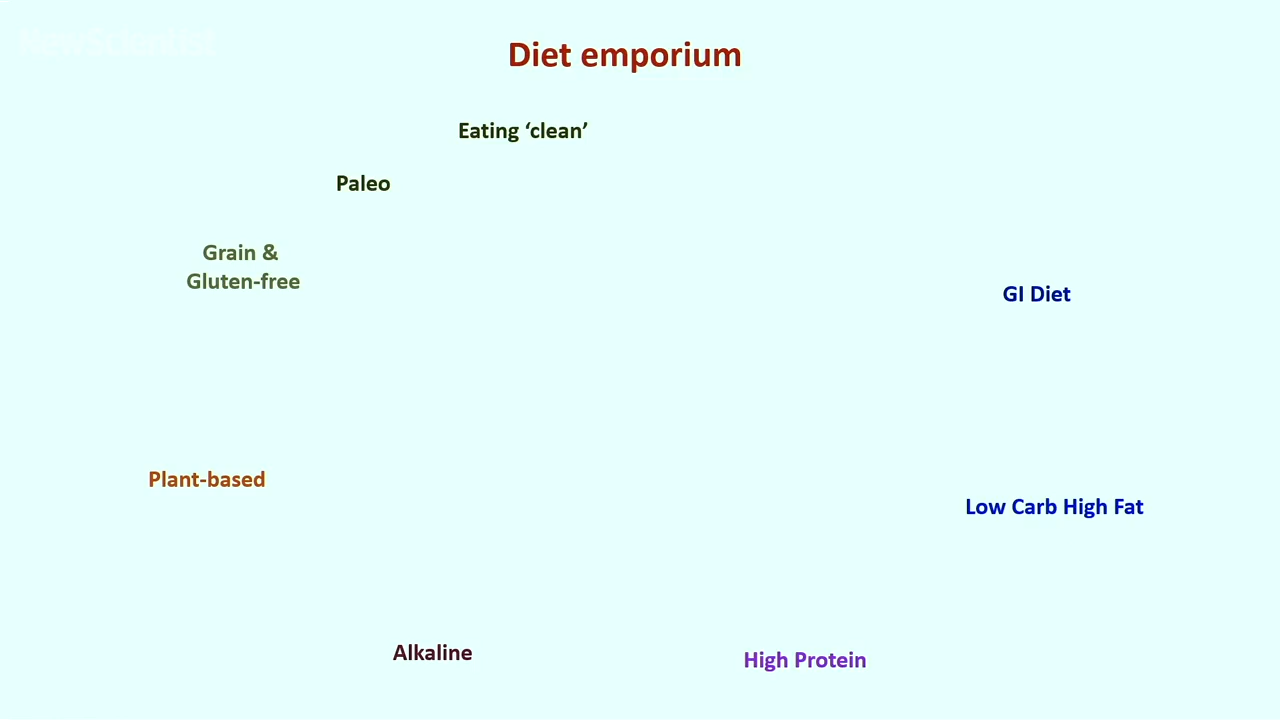 NewScientist
Diet emporium
Eating ‘clean’
Paleo
Grain &
Gluten-free
GI Diet
Plant-based
Low Carb High Fat
Alkaline
High Protein